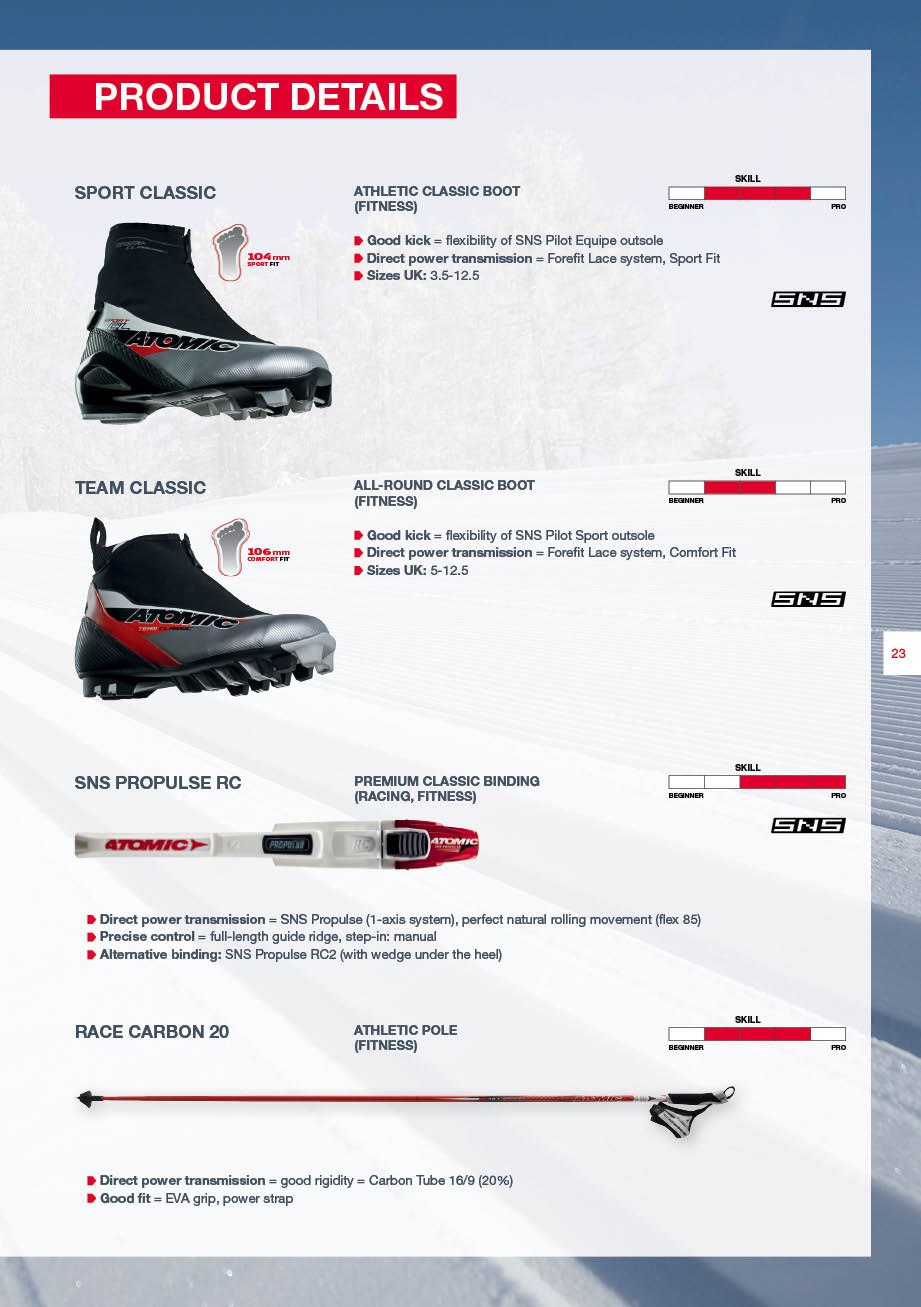 PRODUCT DETAILS
SPORT CLASSIC
ATHLETIC CLASSIC BOOT
(FITNESS)
SKILL
BEGINNER PRO
104 mm
SPORT FIT
Good kick = flexibility of SNS Pilot Equipe outsole
Direct power transmission = Forefit Lace system, Sport Fit
Sizes UK: 3.5-12.5
SNS
SPORT
CL
ATOMIC
TEAM CLASSIC
ALL-ROUND CLASSIC BOOT
(FITNESS)
SKILL
BEGINNER PRO
106 mm
COMFORT FIT
Good kick = flexibility of SNS Pilot Sport outsole
Direct power transmission = Forefit Lace system, Comfort Fit
Sizes UK: 5-12.5
SNS
ATOMIC
TEAM CLASSIC
23
SNS PROPULSE RC
PREMIUM CLASSIC BINDING
(RACING, FITNESS)
SKILL
BEGINNER PRO
SNS
ATOMIC PROPULSE RC ATOMIC
Direct power transmission = SNS Propulse (1-axis system), perfect natural rolling movement (flex 85)
Precise control = full-length guide ridge, step-in: manual
Alternative binding: SNS Propulse RC2 (with wedge under the heel)
RACE CARBON 20
ATHLETIC POLE
(FITNESS)
SKILL
BEGINNER PRO
ATOMIC
Direct power transmission = good rigidity = Carbon Tube 16/9 (20%)
Good fit = EVA grip, power strap